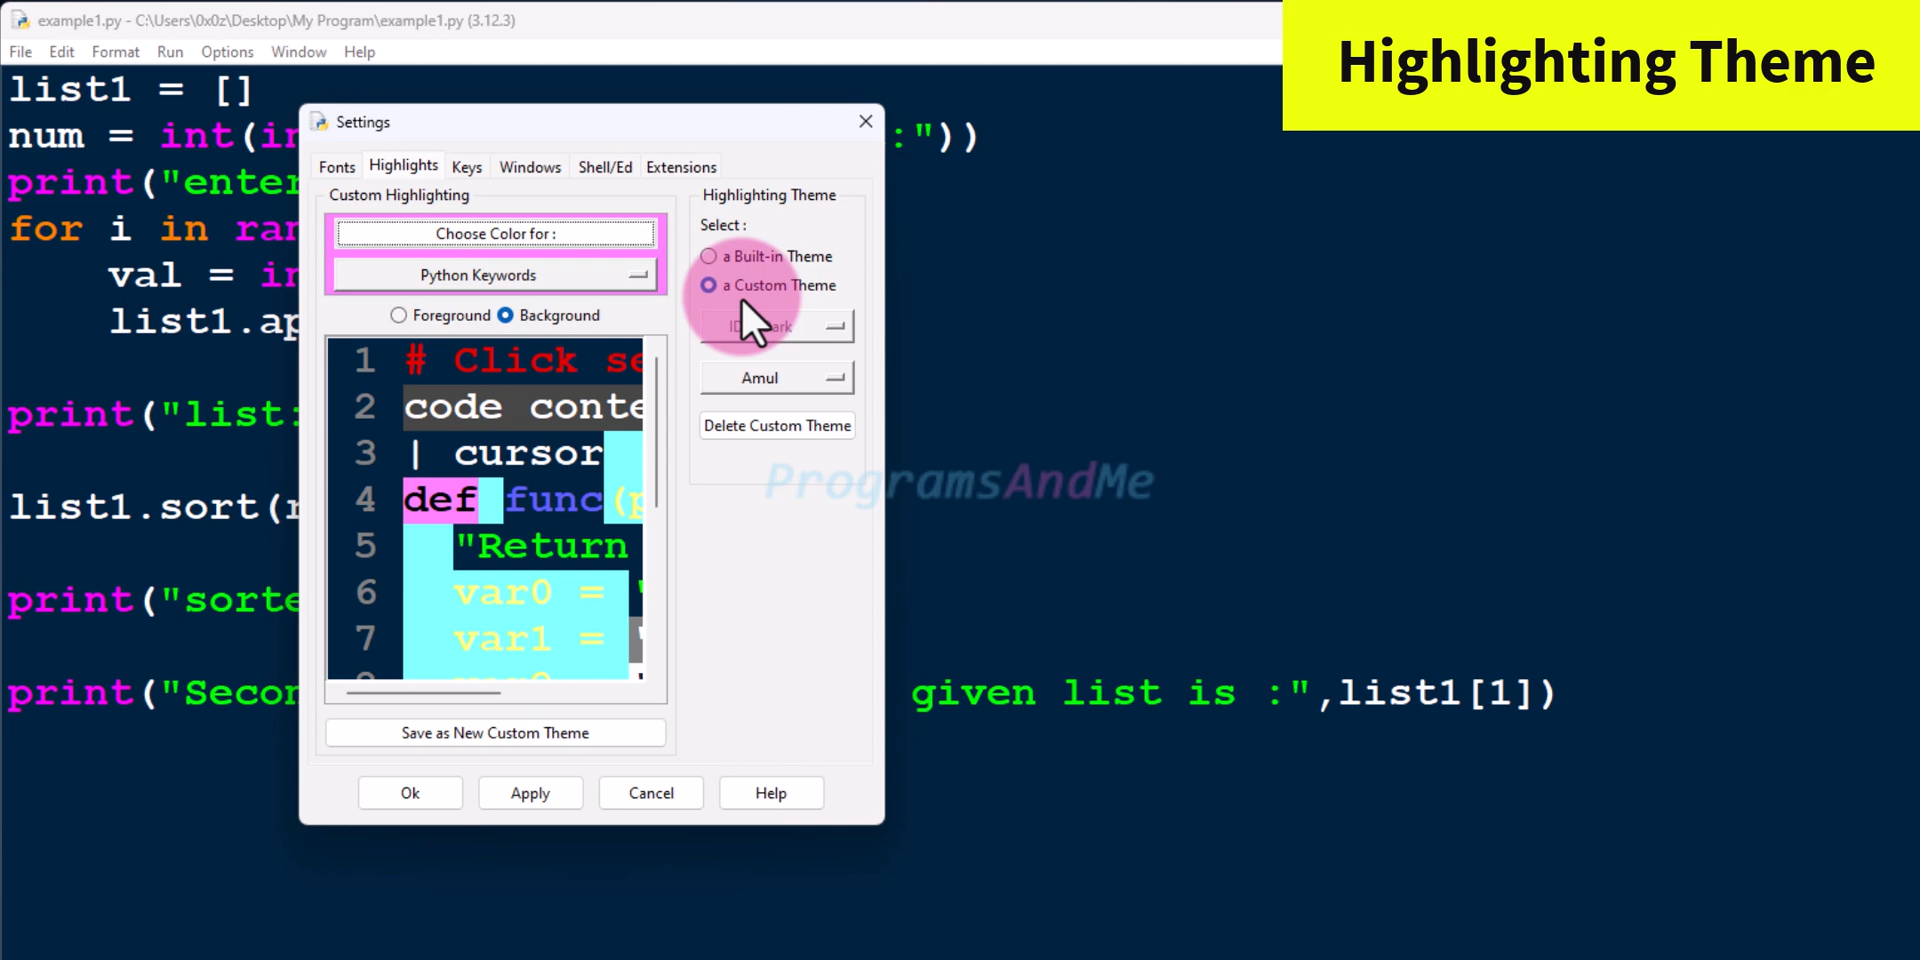 example1.py - C:\Users\0x0z\Desktop\My Program\example1.py (3.12.3)
File Edit Format Run Options Window Help
Highlighting Theme
list1 = []
num = int(in :"))
print("enter
for i in ran
val = in
list1.ap
print("list:
list1.sort(r
print("sorte
print("Secon given list is :",list1[1])
Settings
Fonts Highlights Keys Windows Shell/Ed Extensions
Custom Highlighting
Choose Color for :
Python Keywords
Foreground Background
1 # Click se
2 code conte
3 | cursor
4 def func(p
5 "Return
6 var0 = '
7 var1 = '
Save as New Custom Theme
Highlighting Theme
Select :
a Built-in Theme
a Custom Theme
Amul
Delete Custom Theme
Ok Apply Cancel Help
ProgramsAndMe